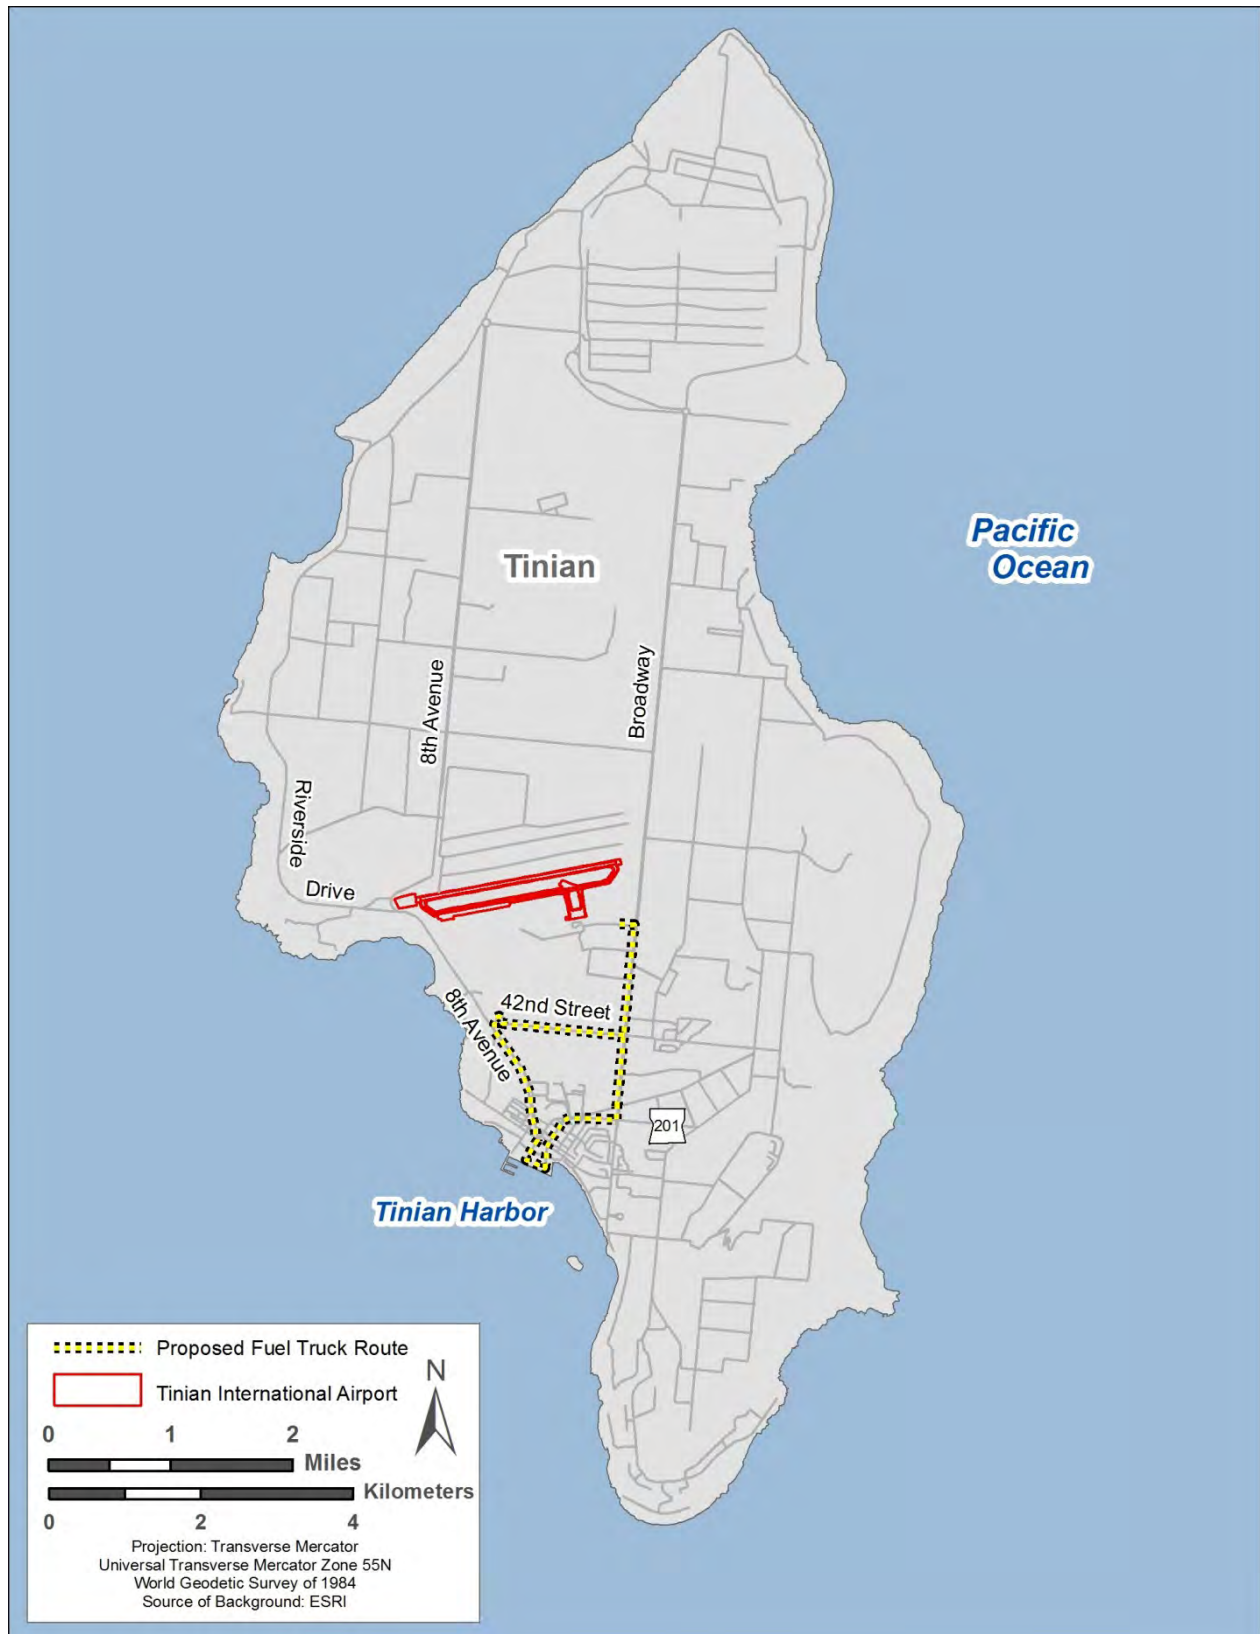 Pacific
Ocean
Tinian
Broadway
8th Avenue
Riverside
Drive
42nd Street
8th Avenue
201
Tinian Harbor
Proposed Fuel Truck Route
Tinian International Airport
N
0 1 2
Miles
Kilometers
0 2 4
Projection: Transverse Mercator
Universal Transverse Mercator Zone 55N
World Geodetic Survey of 1984
Source of Background: ESRI